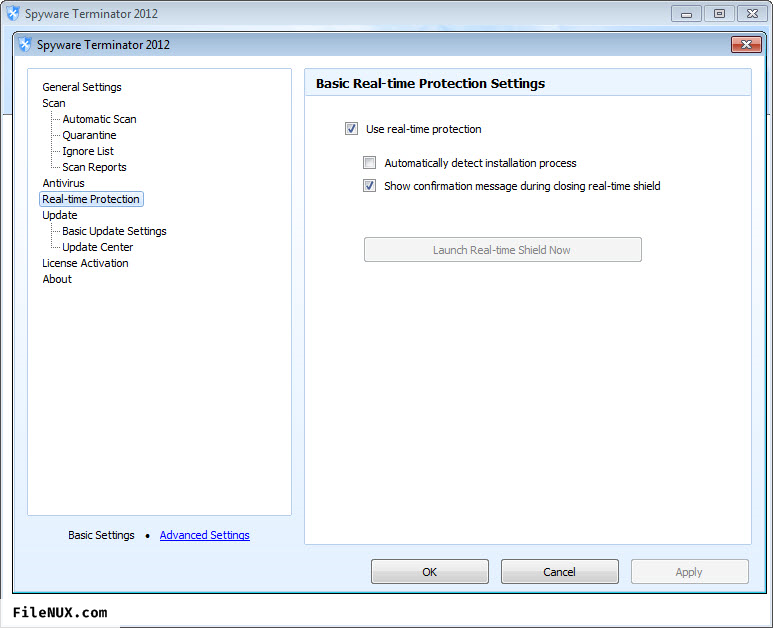 Spyware Terminator 2012
Spyware Terminator 2012
General Settings
Scan
Automatic Scan
Quarantine
Ignore List
Scan Reports
Antivirus
Real-time Protection
Update
Basic Update Settings
Update Center
License Activation
About
Basic Settings • Advanced Settings
Basic Real-time Protection Settings
Use real-time protection
Automatically detect installation process
Show confirmation message during closing real-time shield
Launch Real-time Shield Now
OK
Cancel
Apply
FileNUX.com